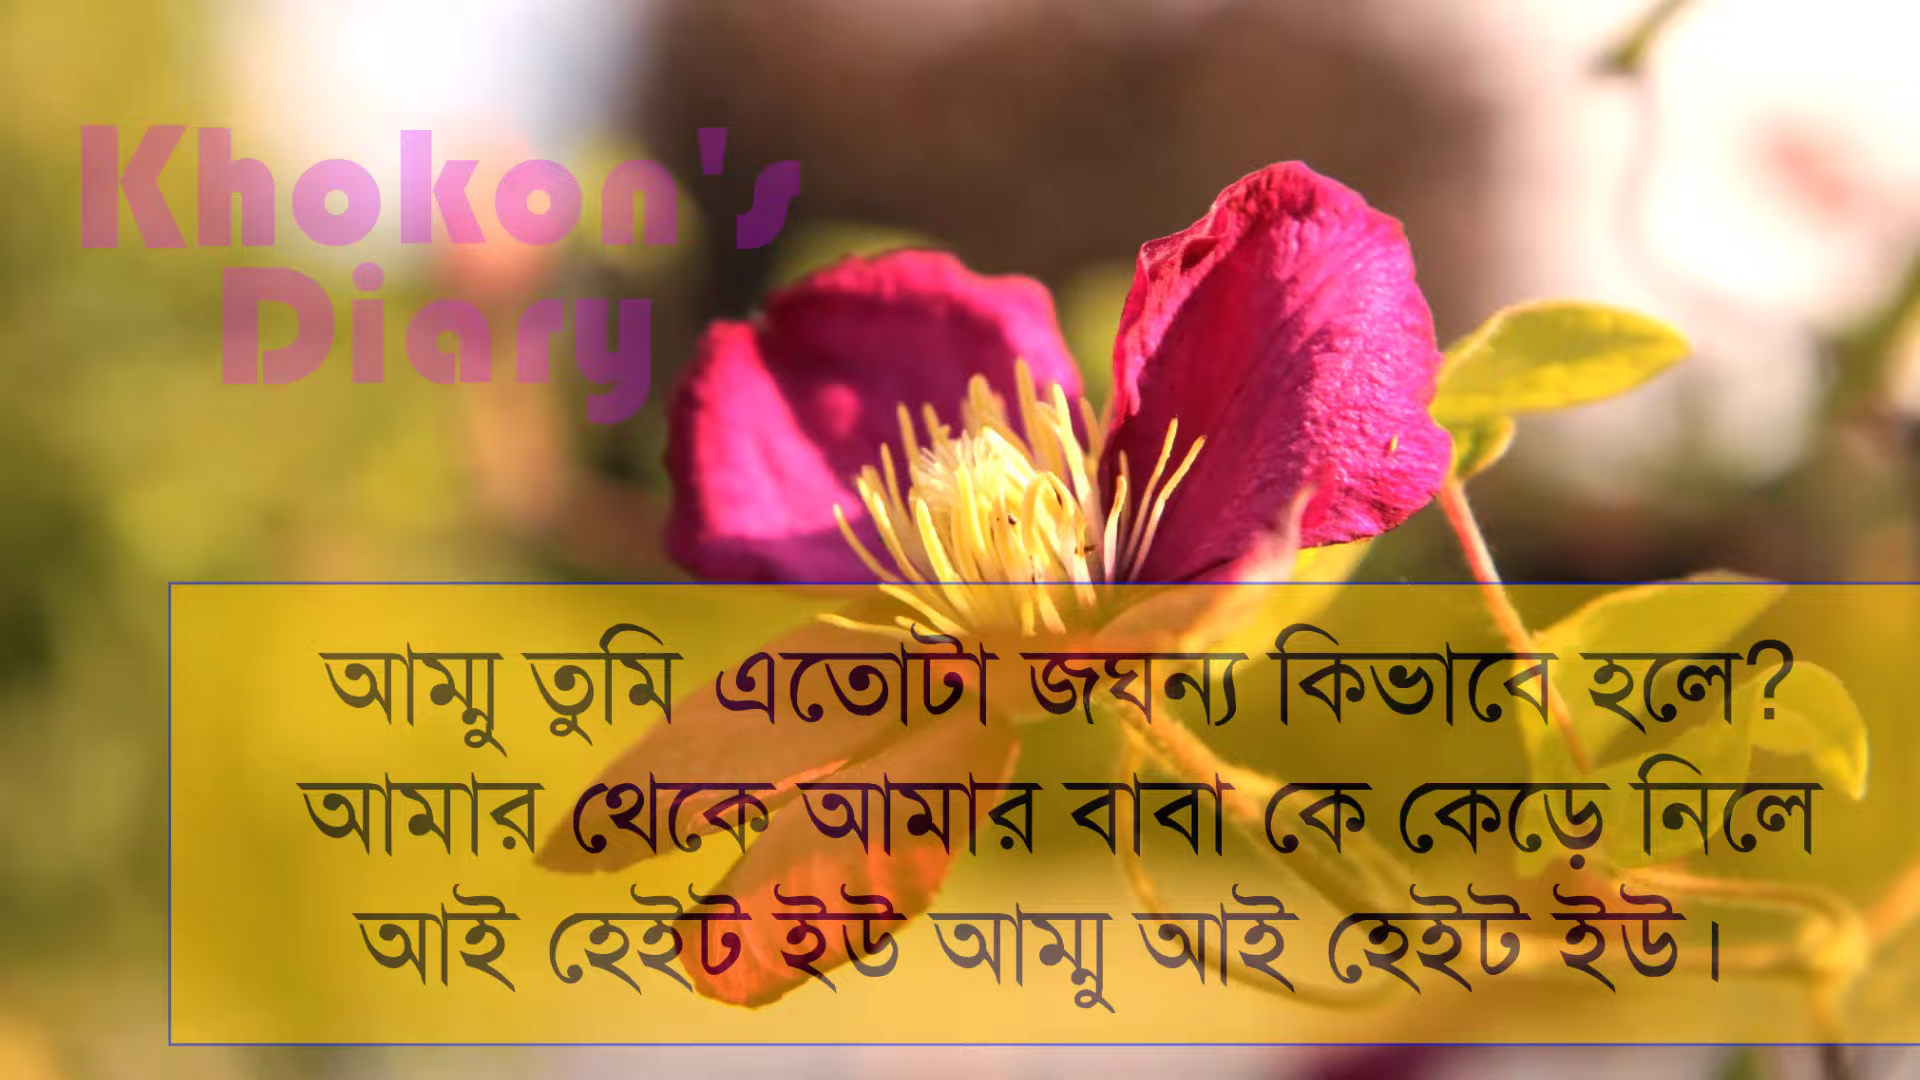 Khokon's
Diary
আম্মু তুমি এতোটা জঘন্য কিভাবে হলে?
আমার থেকে আমার বাবা কে কেড়ে নিলে
আই হেইট ইউ আম্মু আই হেইট ইউ।